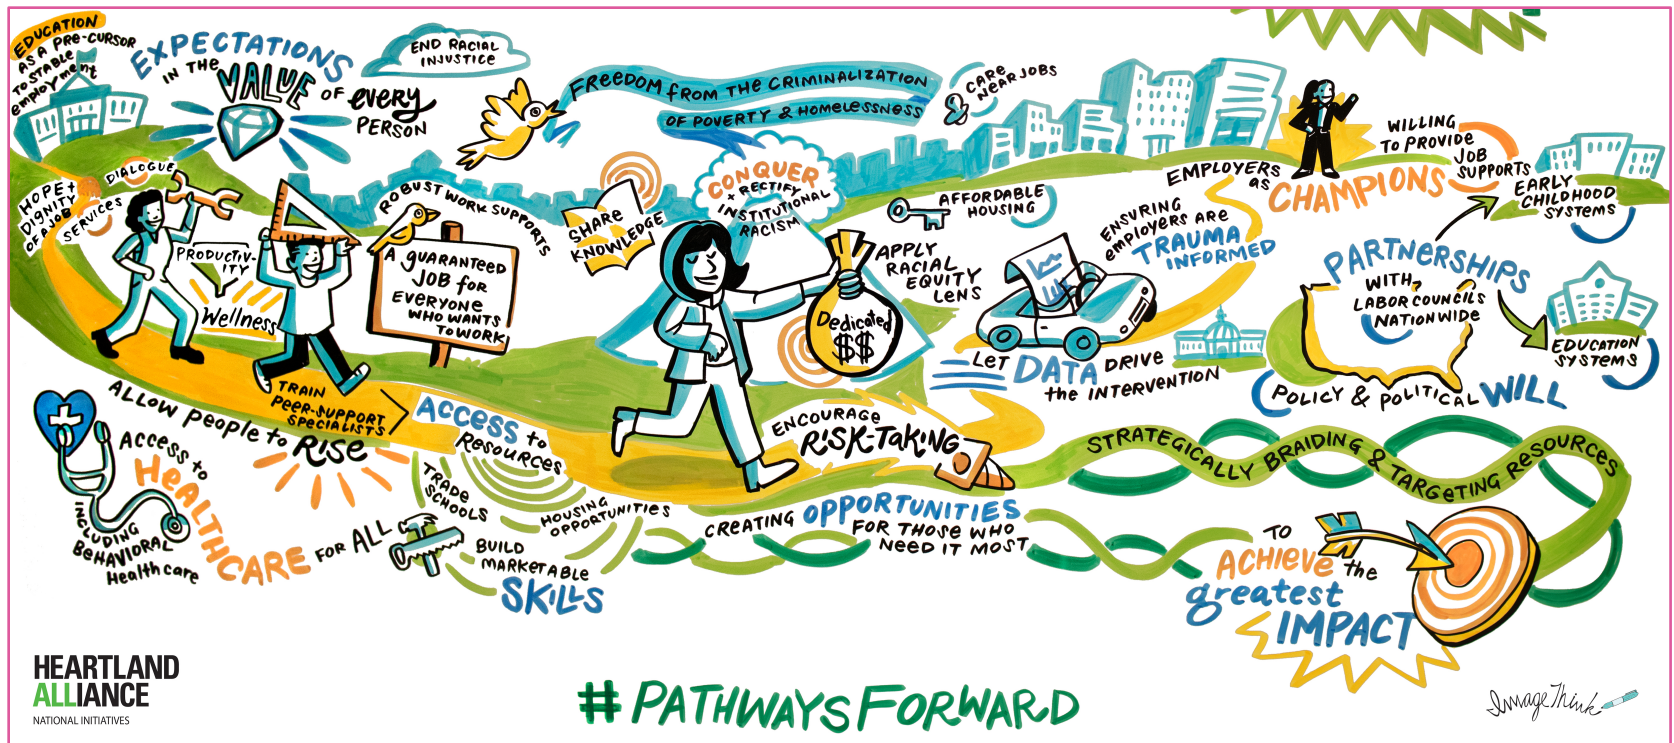 EDUCATION
AS A PRE-CURSOR
TO STABLE
employment
EXPECTATIONS
IN THE
VALUE
OF every
PERSON
END RACIAL
INJUSTICE
FREEDOM FROM THE CRIMINALIZATION
OF POVERTY & HOMELESSNESS
CARE
NEAR JOBS
HOPE +
DIGNITY
OF A JOB
DIALOGUE
SERVICES
PRODUCTIV-
ITY
Wellness
ROBUST WORK SUPPORTS
A GUARANTEED
JOB for
EVERYONE
WHO WANTS
TO WORK
SHARE
KNOWLEDGE
CONQUER
+ RECTIFY
INSTITUTIONAL
RACISM
AFFORDABLE
HOUSING
APPLY
RACIAL
EQUITY
LENS
Dedicated
$$
EMPLOYERS
as
CHAMPIONS
WILLING
TO PROVIDE
JOB
SUPPORTS
ENSURING
employers are
TRAUMA
INFORMED
EARLY
CHILDHOOD
SYSTEMS
PARTNERSHIPS
WITH
LABOR COUNCILS
NATIONWIDE
EDUCATION
SYSTEMS
POLICY & POLITICAL WILL
LET DATA DRIVE
the INTERVENTION
TRAIN
PEER-SUPPORT
SPECIALISTS
ALLOW people to
RISE
ACCESS to
RESOURCES
ENCOURAGE
RISK-TAKING
ACCESS to
HEALTHCARE FOR ALL
INCLUDING
BEHAVIORAL
Healthcare
TRADE
SCHOOLS
HOUSING
OPPORTUNITIES
BUILD
MARKETABLE
SKILLS
CREATING OPPORTUNITIES
FOR THOSE WHO
NEED IT MOST
STRATEGICALLY BRAIDING & TARGETING RESOURCES
TO
ACHIEVE the
greatest
IMPACT
HEARTLAND
ALLIANCE
NATIONAL INITIATIVES
#PATHWAYSFORWARD
ImageThink